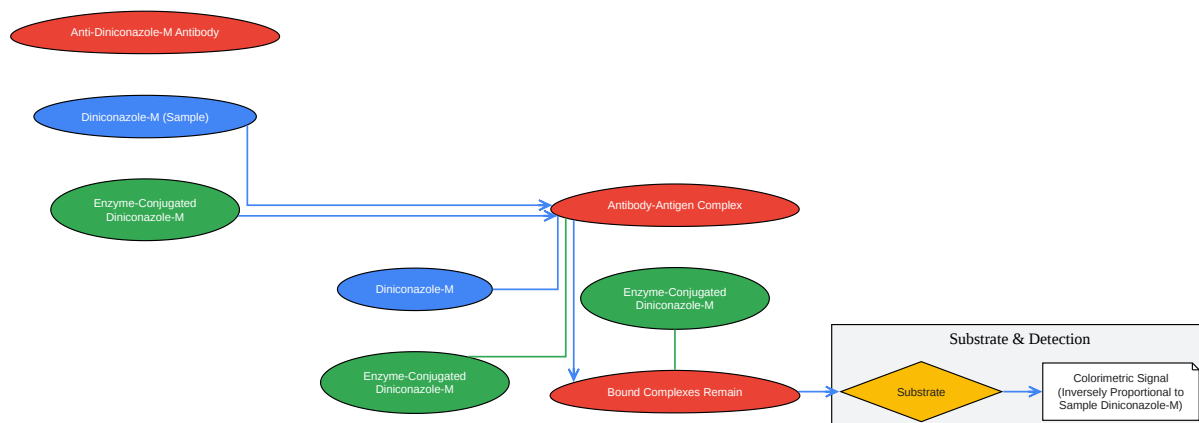 Anti-Diniconazole-M Antibody
Diniconazole-M (Sample)
Enzyme-Conjugated
Diniconazole-M
Antibody-Antigen Complex
Diniconazole-M
Enzyme-Conjugated
Diniconazole-M
Enzyme-Conjugated
Diniconazole-M
Bound Complexes Remain
Substrate & Detection
Substrate
Colorimetric Signal
(Inversely Proportional to
Sample Diniconazole-M)